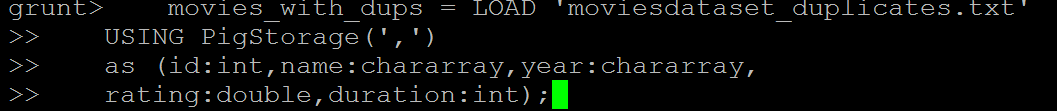 grunt>    movies_with_dups = LOAD 'moviesdataset_duplicates.txt'
>>    USING PigStorage(',')
>>    as (id:int,name:chararray,year:chararray,
>>    rating:double,duration:int);